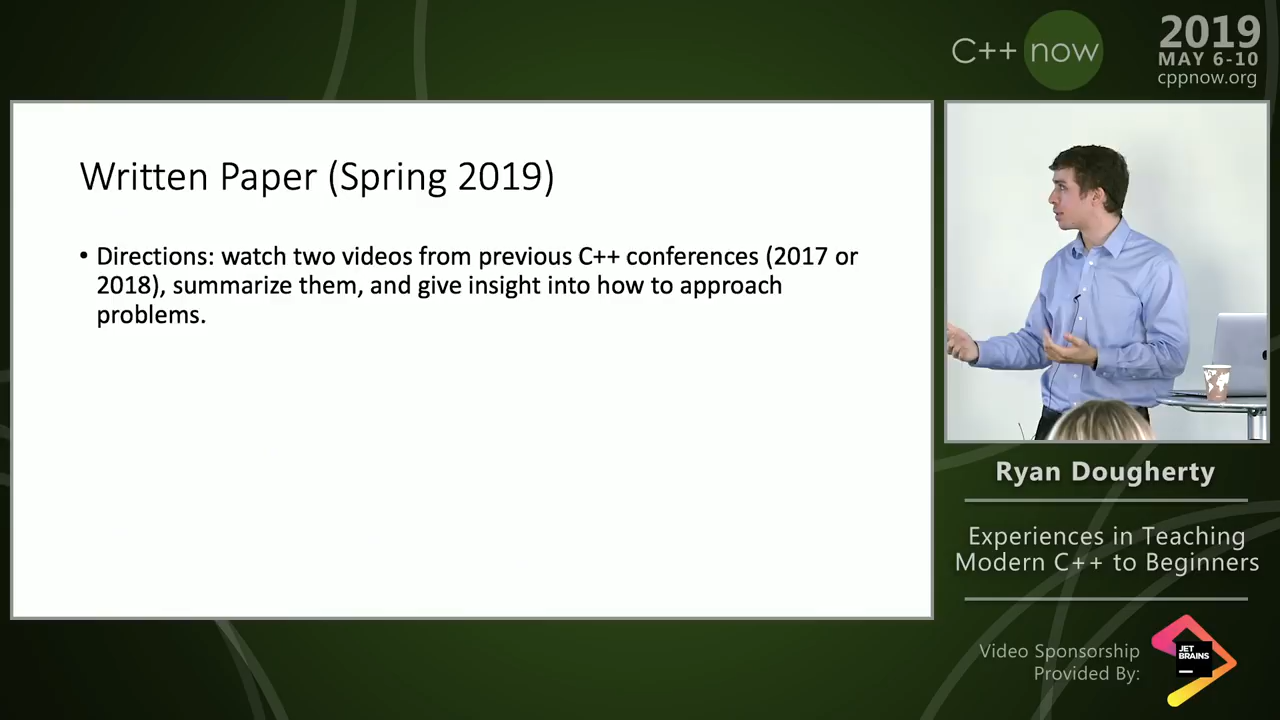 C++ now
2019
MAY 6-10
cppnow.org
Written Paper (Spring 2019)
• Directions: watch two videos from previous C++ conferences (2017 or
2018), summarize them, and give insight into how to approach
problems.
Ryan Dougherty
Experiences in Teaching
Modern C++ to Beginners
Video Sponsorship
Provided By:
JET
BRAINS